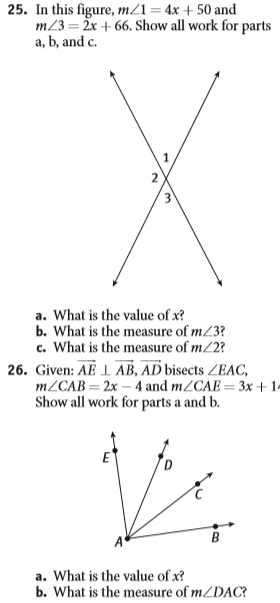 25. In this figure, m∠1 = 4x + 50 and
m∠3 = 2x + 66. Show all work for parts
a, b, and c.
1
2
3
a. What is the value of x?
b. What is the measure of m∠3?
c. What is the measure of m∠2?
26. Given: AE ⊥ AB, AD bisects ∠EAC,
m∠CAB = 2x − 4 and m∠CAE = 3x +
Show all work for parts a and b.
E
D
C
A
B
a. What is the value of x?
b. What is the measure of m∠DAC?